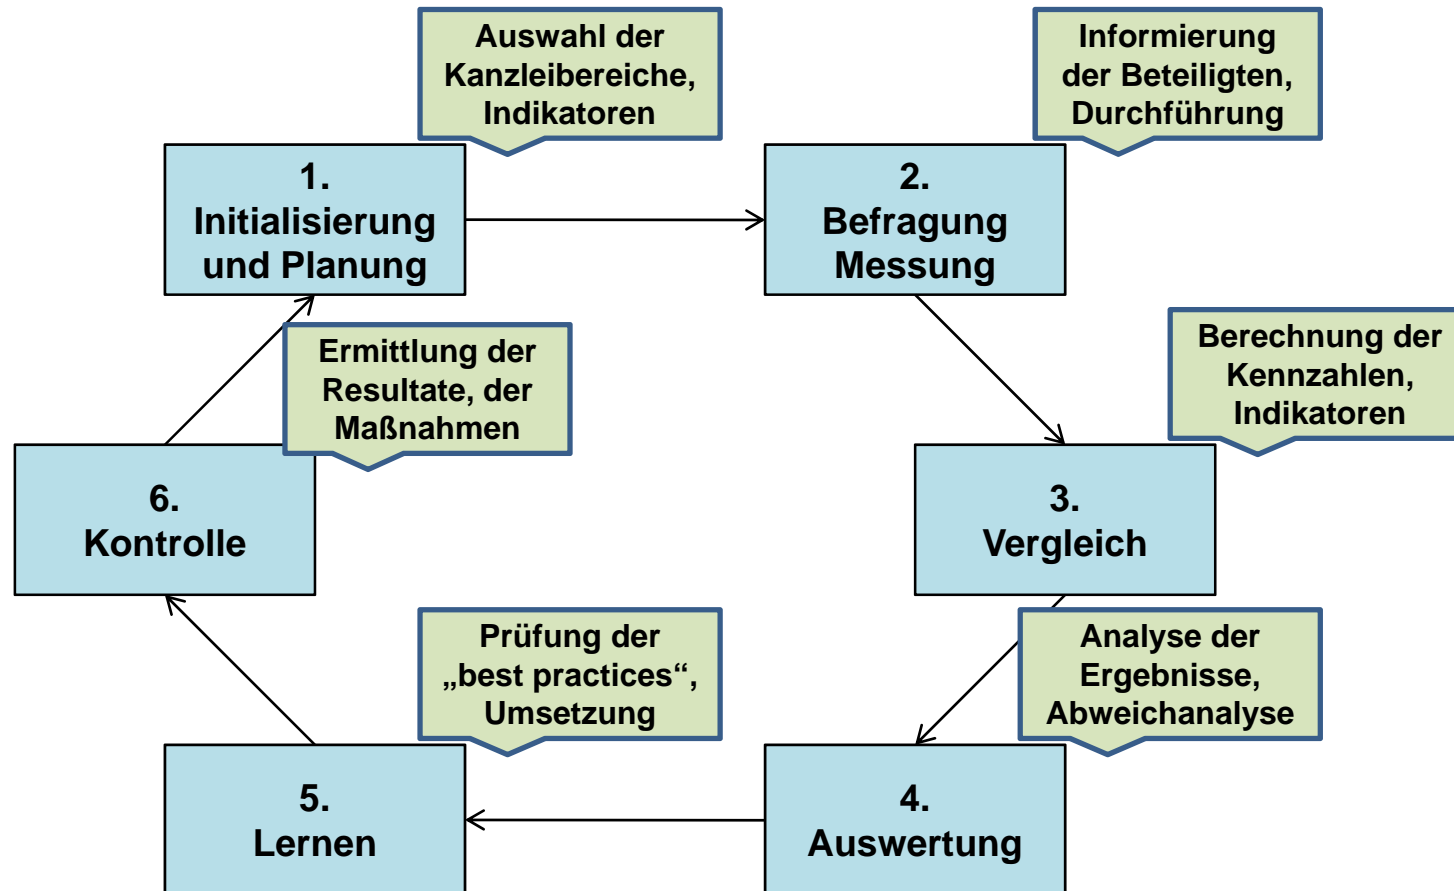 Auswahl der
Kanzleibereiche,
Indikatoren
1.
Initialisierung
und Planung
Informierung
der Beteiligten,
Durchführung
2.
Befragung
Messung
Berechnung der
Kennzahlen,
Indikatoren
3.
Vergleich
Analyse der
Ergebnisse,
Abweichanalyse
4.
Auswertung
Prüfung der
„best practices“,
Umsetzung
5.
Lernen
Ermittlung der
Resultate, der
Maßnahmen
6.
Kontrolle